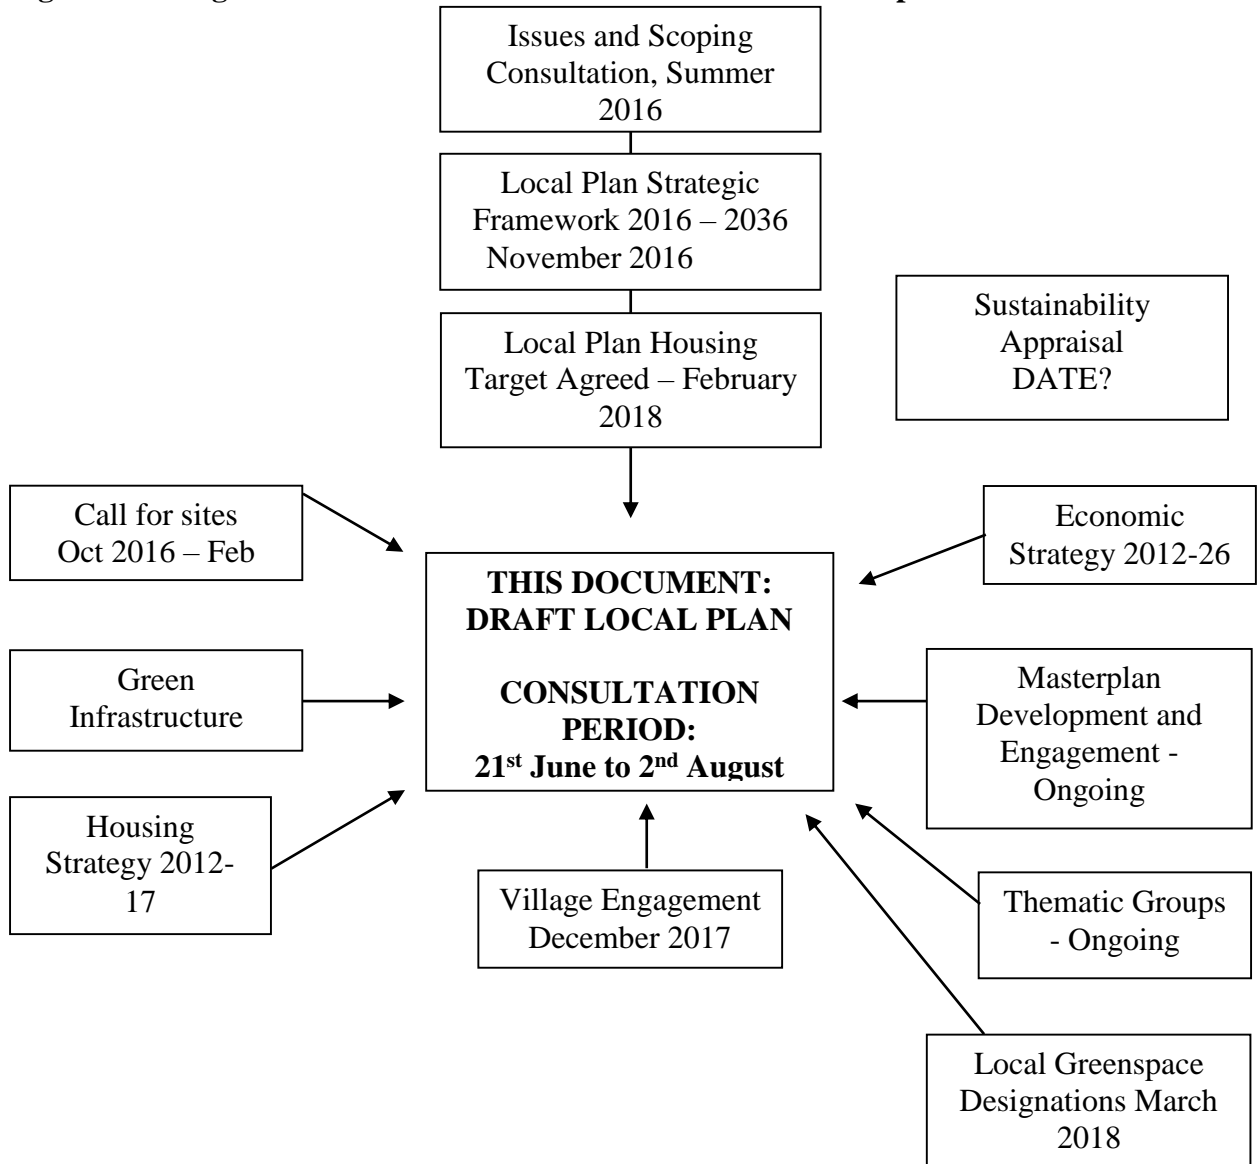 Issues and Scoping
Consultation, Summer
2016
Local Plan Strategic
Framework 2016 – 2036
November 2016
Sustainability
Appraisal
DATE?
Local Plan Housing
Target Agreed – February
2018
Call for sites
Oct 2016 – Feb
Economic
Strategy 2012-26
THIS DOCUMENT:
DRAFT LOCAL PLAN
CONSULTATION
PERIOD:
21st June to 2nd August
Green
Infrastructure
Masterplan
Development and
Engagement -
Ongoing
Housing
Strategy 2012-
17
Village Engagement
December 2017
Thematic Groups
- Ongoing
Local Greenspace
Designations March
2018